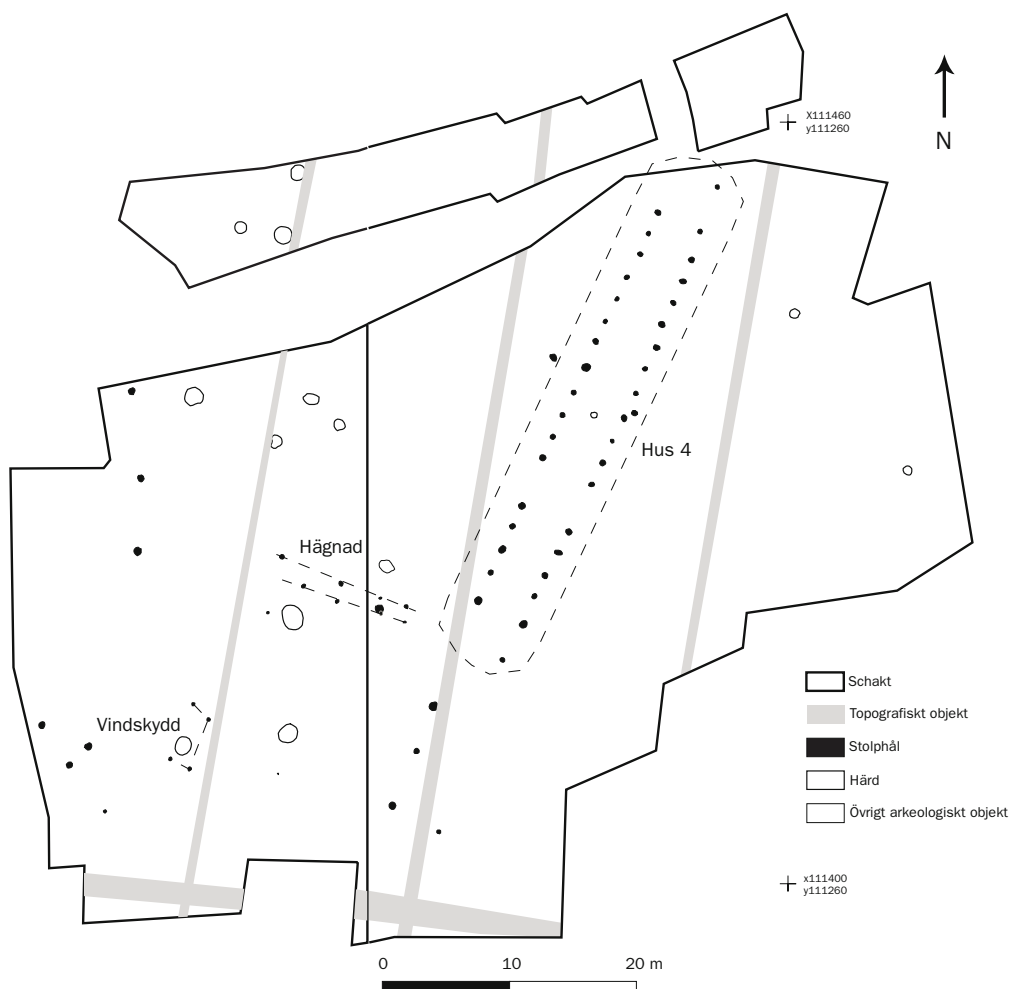 X111460
y111260
N
Hus 4
Hägnad
Vindskydd
Schakt
Topografiskt objekt
Stolphål
Härd
Övrigt arkeologiskt objekt
x111400
y111260
0 10 20 m